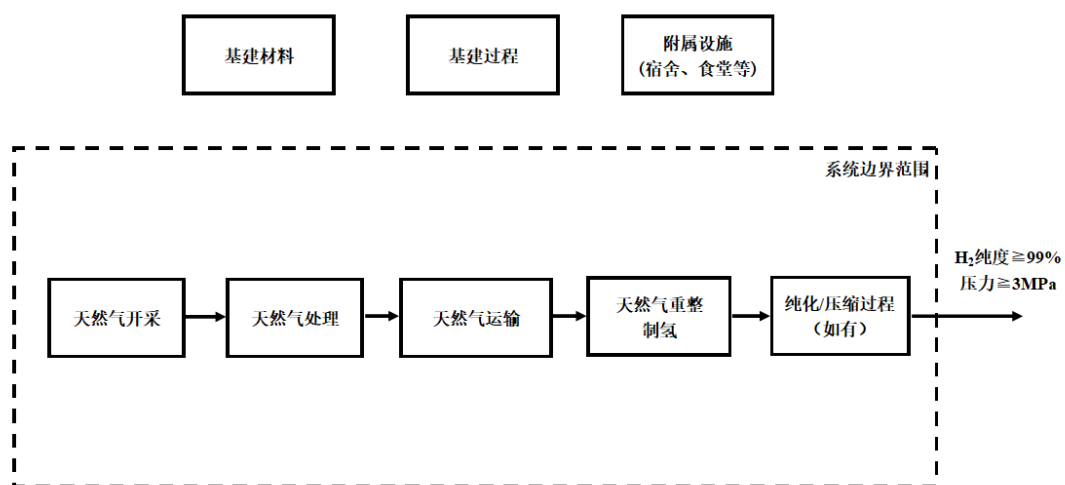 基建材料
基建过程
附属设施
(宿舍、食堂等)
系统边界范围
H₂纯度≧99%
压力≧3MPa
天然气开采
天然气处理
天然气运输
天然气重整
制氢
纯化/压缩过程
（如有）